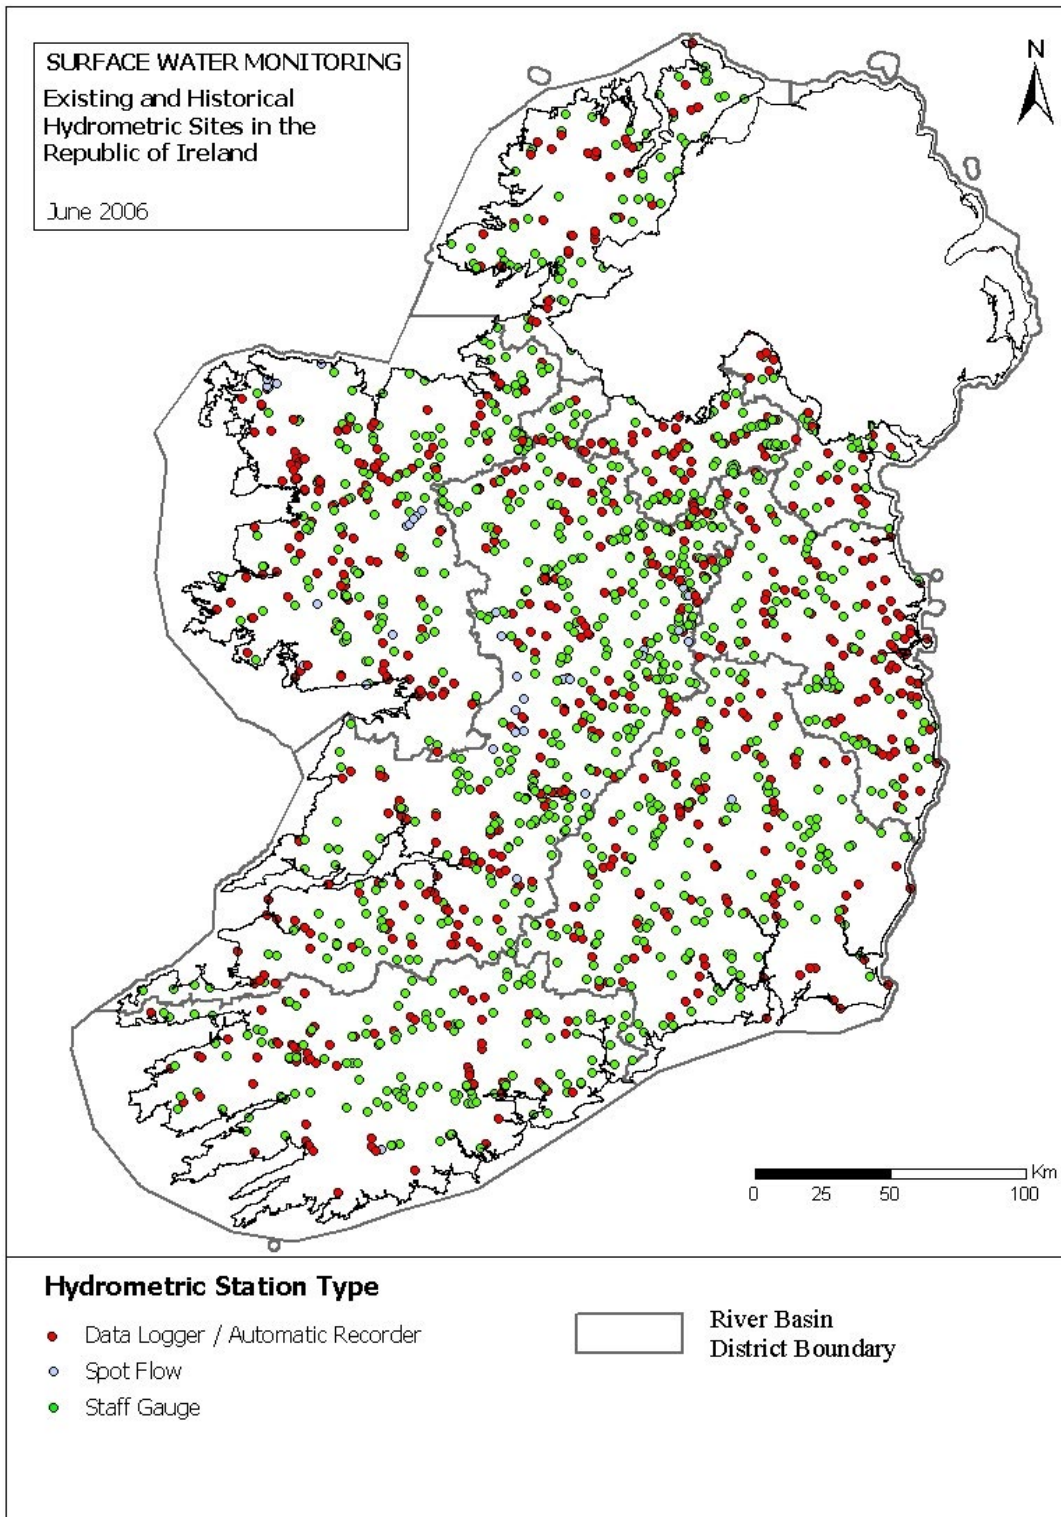 SURFACE WATER MONITORING
Existing and Historical
Hydrometric Sites in the
Republic of Ireland
June 2006
N
Km
0 25 50 100
Hydrometric Station Type
Data Logger / Automatic Recorder
Spot Flow
Staff Gauge
River Basin
District Boundary